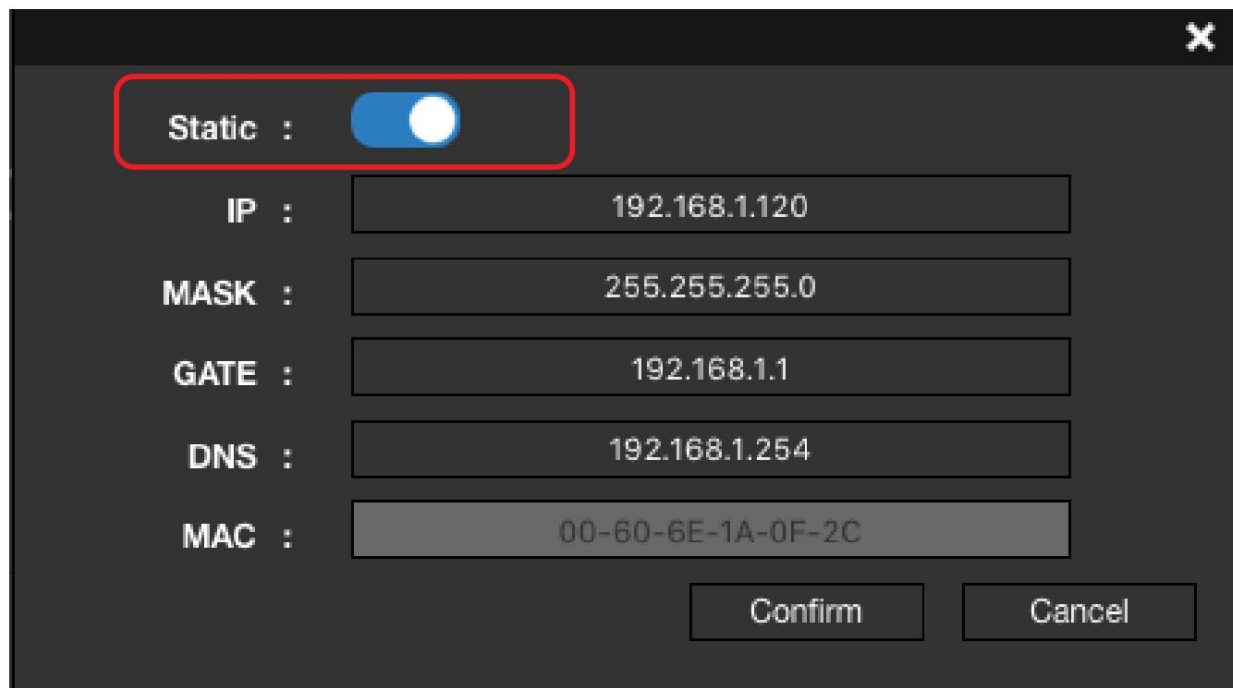 Static :
IP : 192.168.1.120
MASK : 255.255.255.0
GATE : 192.168.1.1
DNS : 192.168.1.254
MAC : 00-60-6E-1A-0F-2C
Confirm Cancel